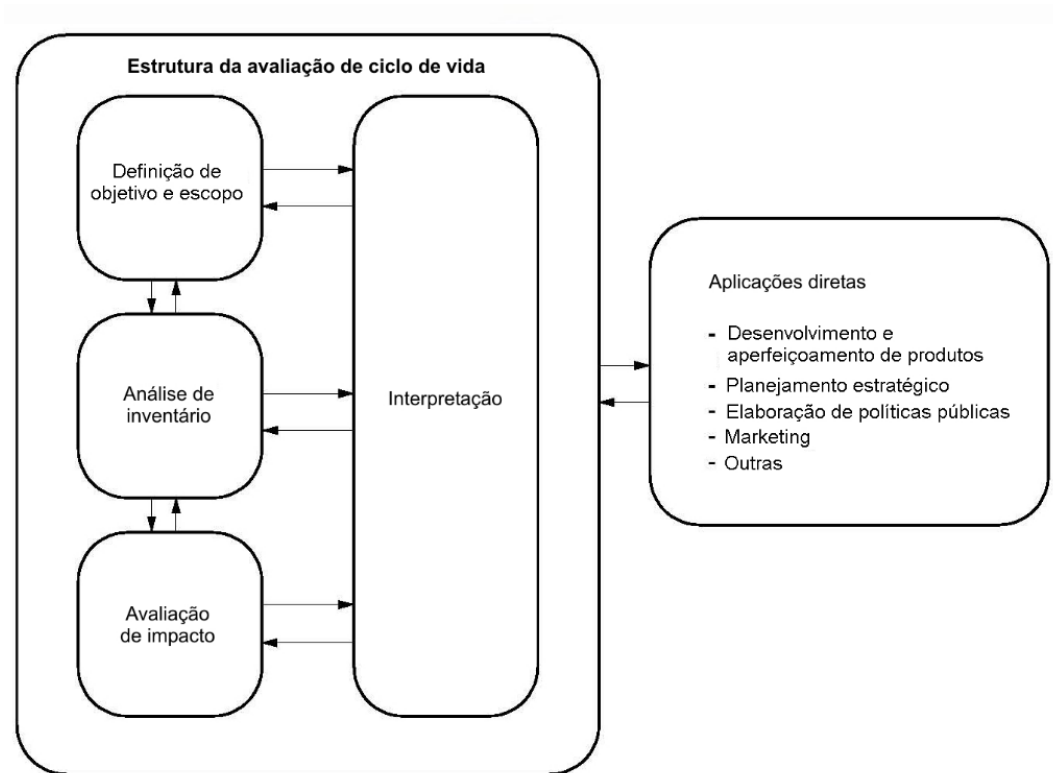 Estrutura da avaliação de ciclo de vida
Definição de
objetivo e escopo
Análise de
inventário
Avaliação
de impacto
Interpretação
Aplicações diretas
- Desenvolvimento e
aperfeiçoamento de produtos
- Planejamento estratégico
- Elaboração de políticas públicas
- Marketing
- Outras